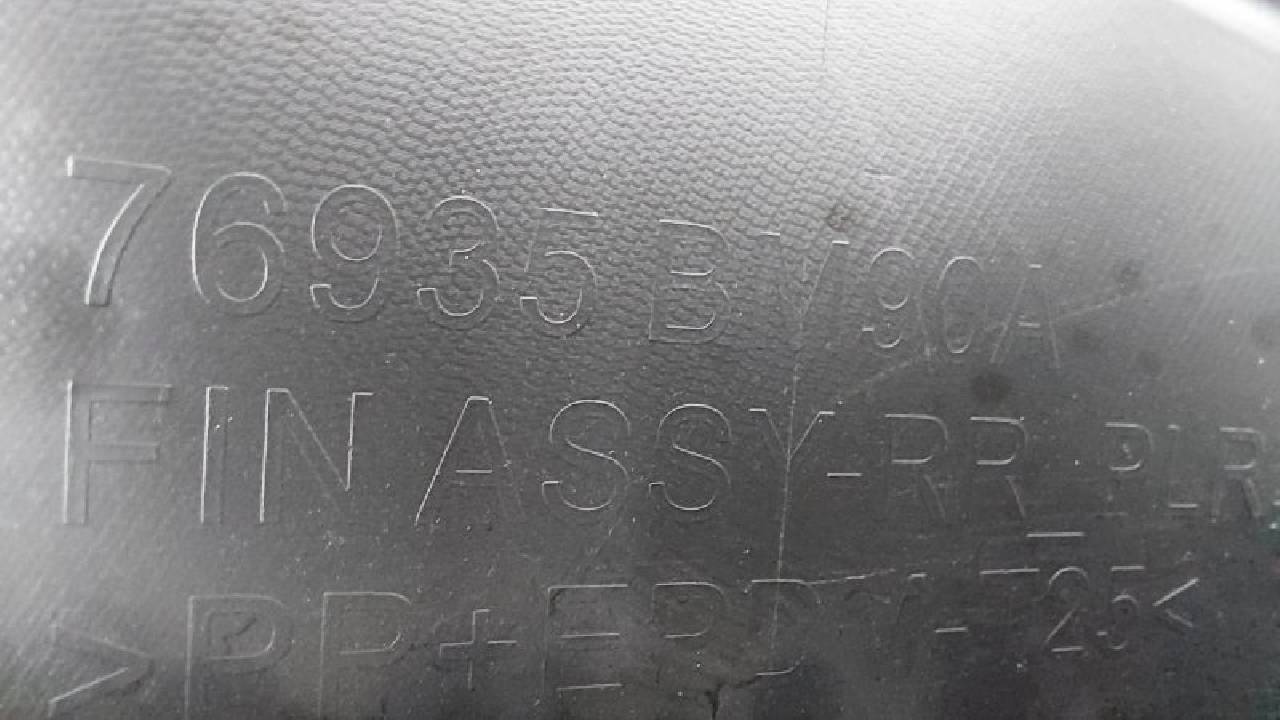 76935 BV90A
FIN ASSY-RR PLR
>PP+EPDM-T25<